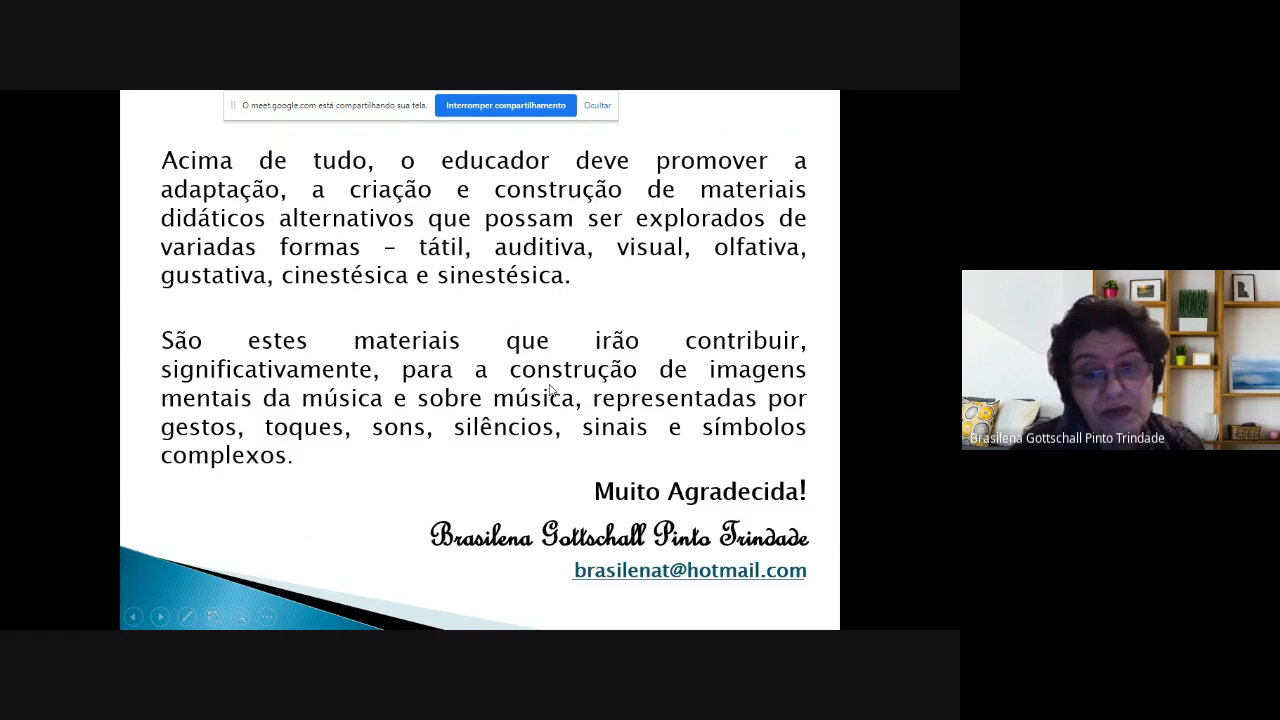 O meet.google.com está compartilhando sua tela.
Interromper compartilhamento
Ocultar
Acima de tudo, o educador deve promover a
adaptação, a criação e construção de materiais
didáticos alternativos que possam ser explorados de
variadas formas – tátil, auditiva, visual, olfativa,
gustativa, cinestésica e sinestésica.
São estes materiais que irão contribuir,
significativamente, para a construção de imagens
mentais da música e sobre música, representadas por
gestos, toques, sons, silêncios, sinais e símbolos
complexos.
Muito Agradecida!
Brasilena Gottschall Pinto Trindade
brasilenat@hotmail.com
Brasilena Gottschall Pinto Trindade